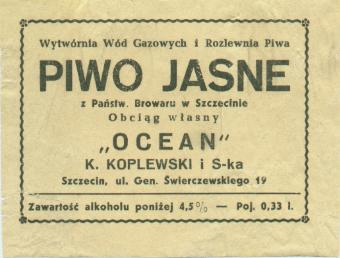 Wytwórnia Wód Gazowych i Rozlewnia Piwa
PIWO JASNE
z Państw. Browaru w Szczecinie
Obciąg własny
„OCEAN"
K. KOPLEWSKI i S-ka
Szczecin, ul. Gen. Świerczewskiego 19
Zawartość alkoholu poniżej 4,5% — Poj. 0,33 l.